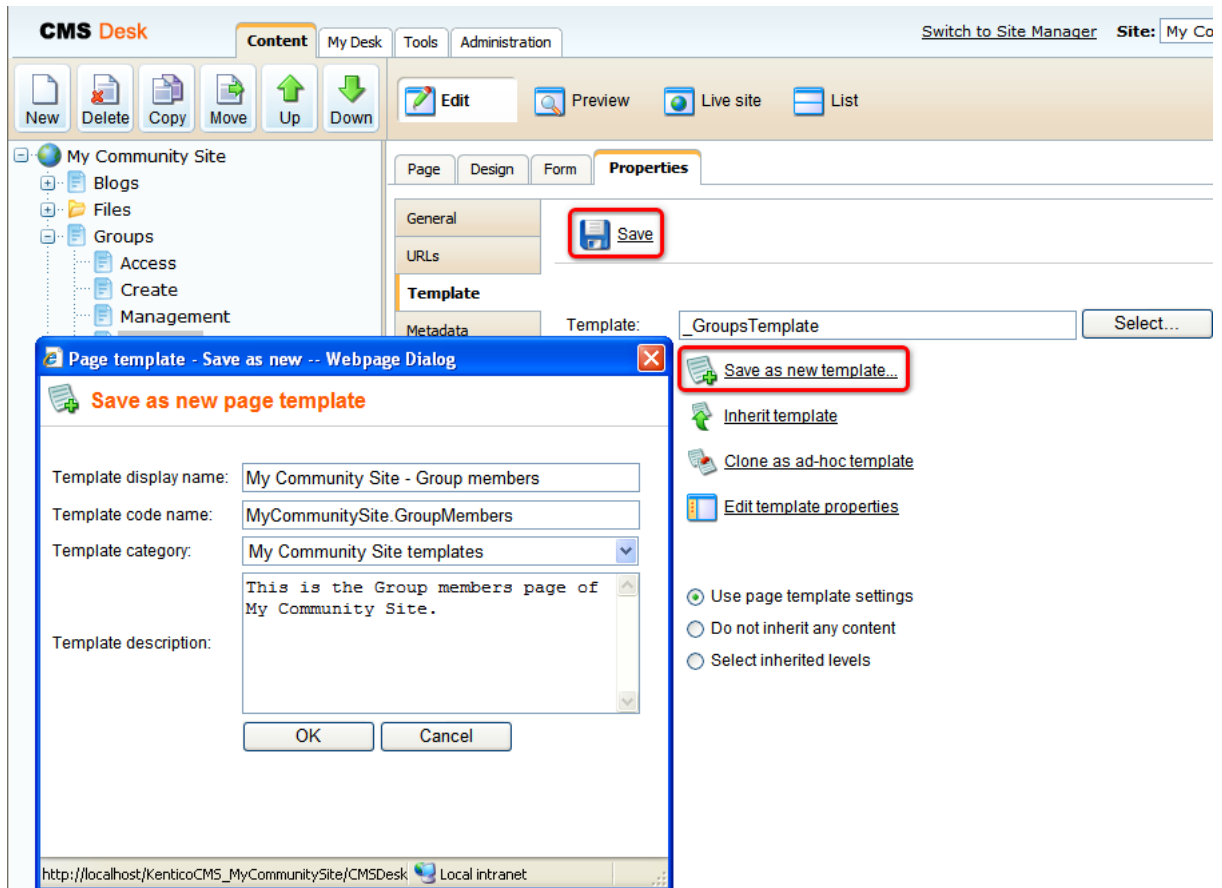 CMS Desk
Content
My Desk
Tools
Administration
Switch to Site Manager
Site: My Co
New
Delete
Copy
Move
Up
Down
Edit
Preview
Live site
List
My Community Site
Blogs
Files
Groups
Access
Create
Management
Page
Design
Form
Properties
General
URLs
Template
Metadata
Save
Template:
_GroupsTemplate
Select...
Save as new template...
Inherit template
Clone as ad-hoc template
Edit template properties
Use page template settings
Do not inherit any content
Select inherited levels
Page template - Save as new -- Webpage Dialog
Save as new page template
Template display name:
My Community Site - Group members
Template code name:
MyCommunitySite.GroupMembers
Template category:
My Community Site templates
Template description:
This is the Group members page of
My Community Site.
OK
Cancel
http://localhost/KenticoCMS_MyCommunitySite/CMSDesk
Local intranet